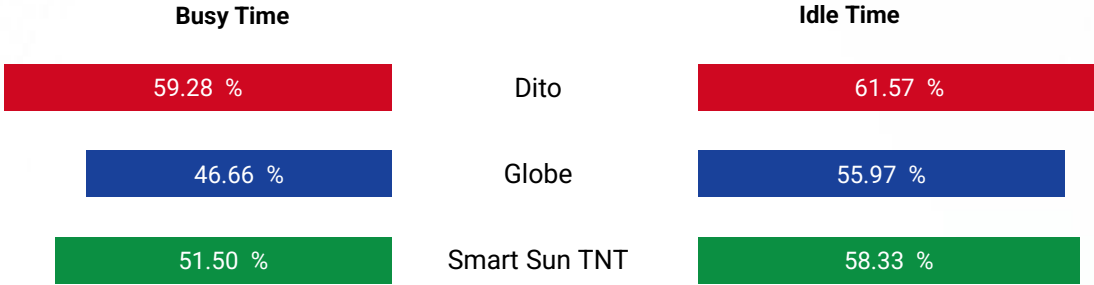 Busy Time Idle Time
59.28 % Dito 61.57 %
46.66 % Globe 55.97 %
51.50 % Smart Sun TNT 58.33 %